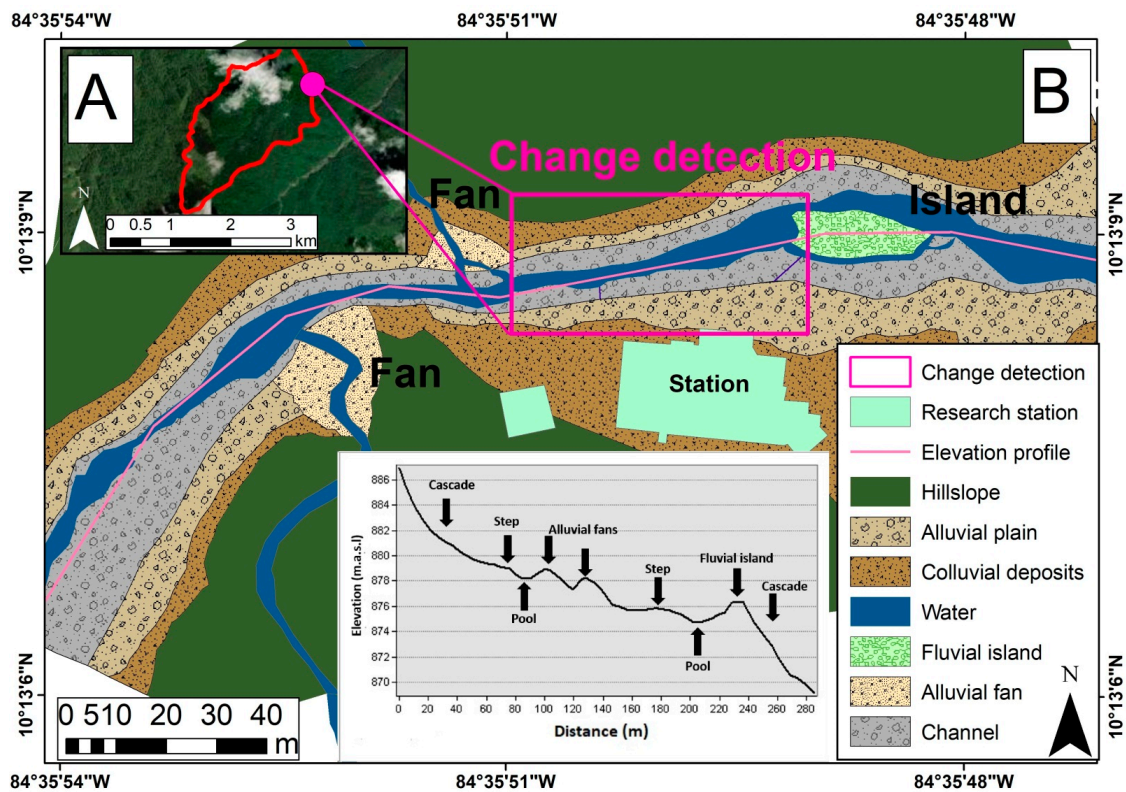 84°35'54"W
84°35'51"W
84°35'48"W
A
B
N
0 0.5 1 2 3
km
Change detection
Fan
Island
10°13'9"N
10°13'9"N
Fan
Station
Change detection
Research station
Elevation profile
Hillslope
Alluvial plain
Colluvial deposits
Water
Fluvial island
Alluvial fan
Channel
N
886
884
882
880
878
876
874
872
870
Elevation (m.a.s.l)
Cascade
Step
Alluvial fans
Pool
Step
Fluvial island
Cascade
Pool
0 20 40 60 80 100 120 140 160 180 200 220 240 260 280
Distance (m)
10°13'6"N
10°13'6"N
0 510 20 30 40
m
84°35'54"W
84°35'51"W
84°35'48"W